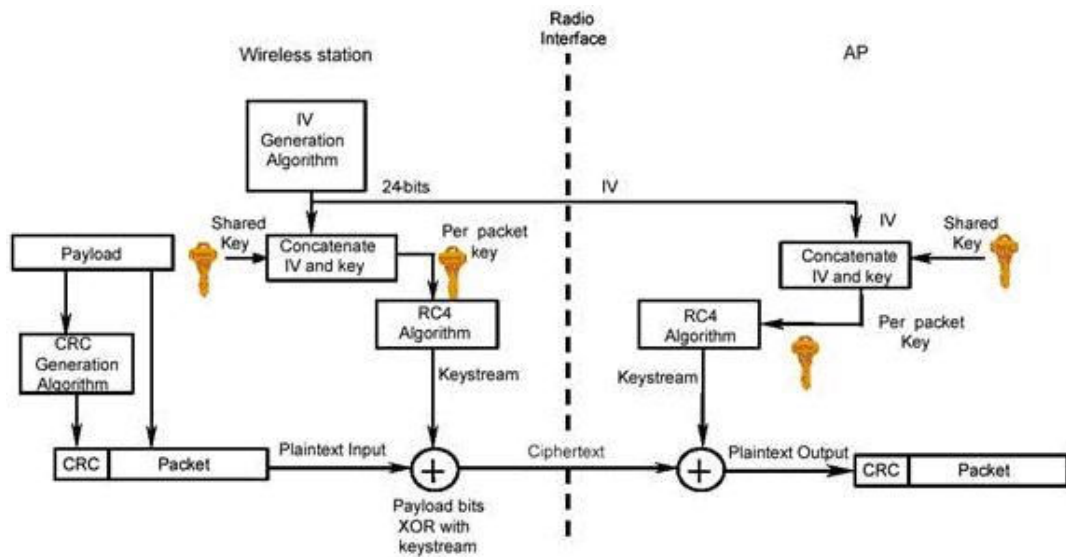 Radio
Interface
Wireless station
AP
IV
Generation
Algorithm
24-bits
IV
IV
Shared
Key
Concatenate
IV and key
Per packet
key
Shared
Key
Concatenate
IV and key
Payload
RC4
Algorithm
RC4
Algorithm
Per packet
Key
CRC
Generation
Algorithm
Keystream
Keystream
CRC
Packet
Plaintext Input
Ciphertext
Plaintext Output
CRC
Packet
Payload bits
XOR with
keystream